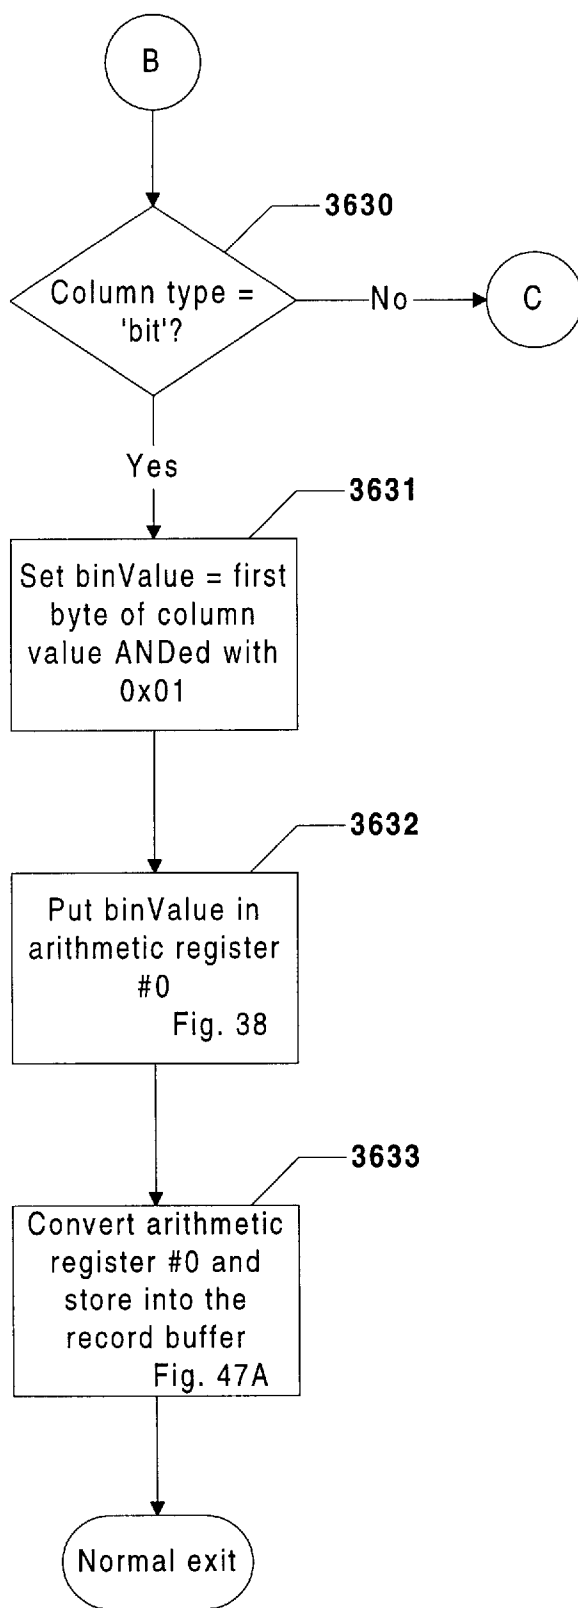 B
3630
Column type =
'bit'?
No
C
Yes
3631
Set binValue = first
byte of column
value ANDed with
0x01
3632
Put binValue in
arithmetic register
#0
Fig. 38
3633
Convert arithmetic
register #0 and
store into the
record buffer
Fig. 47A
Normal exit